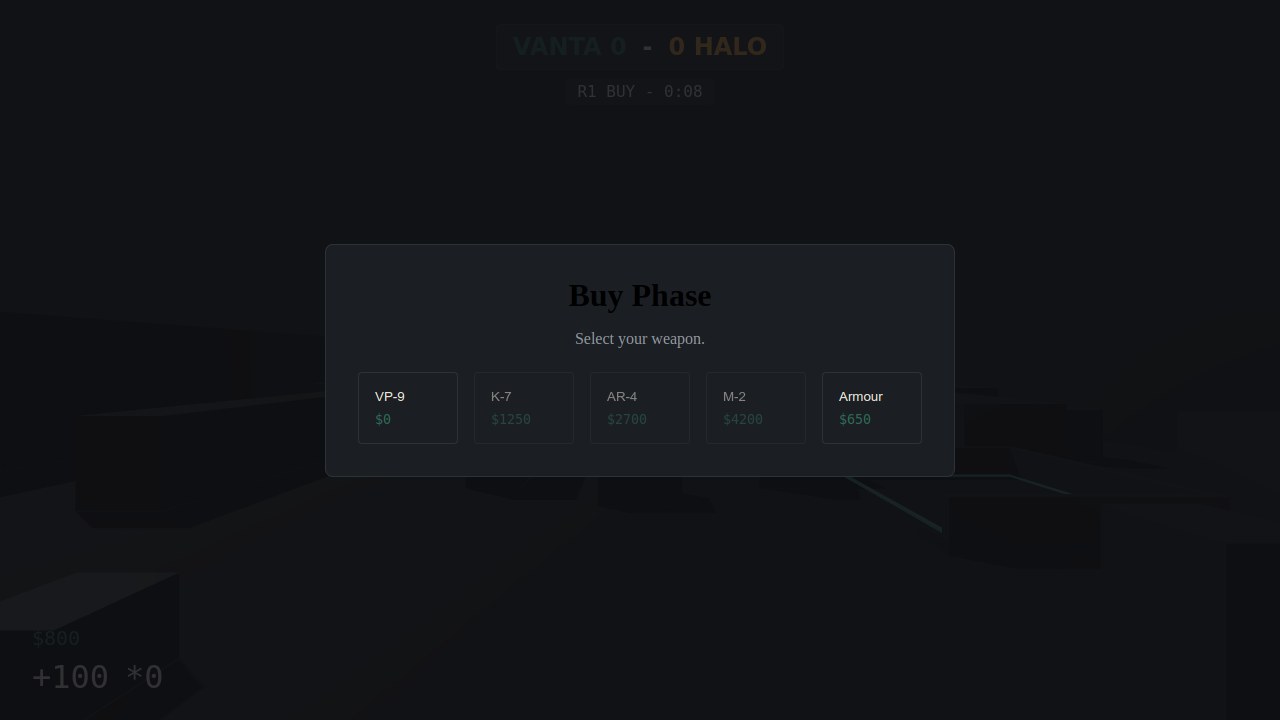 VANTA 0 - 0 HALO
R1 BUY - 0:08
Buy Phase
Select your weapon.
VP-9 K-7 AR-4 M-2 Armour
$0 $1250 $2700 $4200 $650
$800
+100 *0